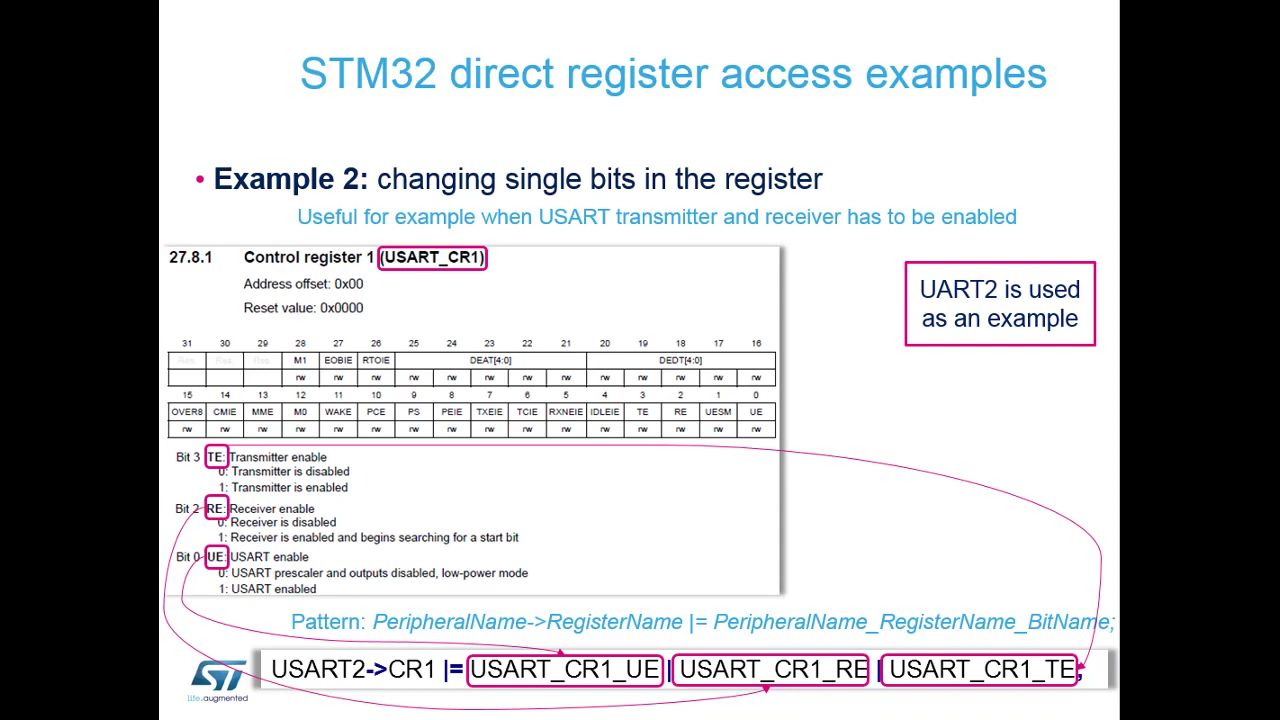 STM32 direct register access examples
• Example 2: changing single bits in the register
Useful for example when USART transmitter and receiver has to be enabled
27.8.1 Control register 1 (USART_CR1)
Address offset: 0x00
Reset value: 0x0000
UART2 is used
as an example
31 30 29 28 27 26 25 24 23 22 21 20 19 18 17 16
Res. Res. Res. M1 EOBIE RTOIE DEAT[4:0] DEDT[4:0]
rw rw rw rw rw rw rw rw rw rw rw rw rw
15 14 13 12 11 10 9 8 7 6 5 4 3 2 1 0
OVER8 CMIE MME M0 WAKE PCE PS PEIE TXEIE TCIE RXNEIE IDLEIE TE RE UESM UE
rw rw rw rw rw rw rw rw rw rw rw rw rw rw rw rw
Bit 3 TE: Transmitter enable
0: Transmitter is disabled
1: Transmitter is enabled
Bit 2 RE: Receiver enable
0: Receiver is disabled
1: Receiver is enabled and begins searching for a start bit
Bit 0 UE: USART enable
0: USART prescaler and outputs disabled, low-power mode
1: USART enabled
Pattern: PeripheralName->RegisterName |= PeripheralName_RegisterName_BitName;
USART2->CR1 |= USART_CR1_UE | USART_CR1_RE | USART_CR1_TE;
ST
life.augmented